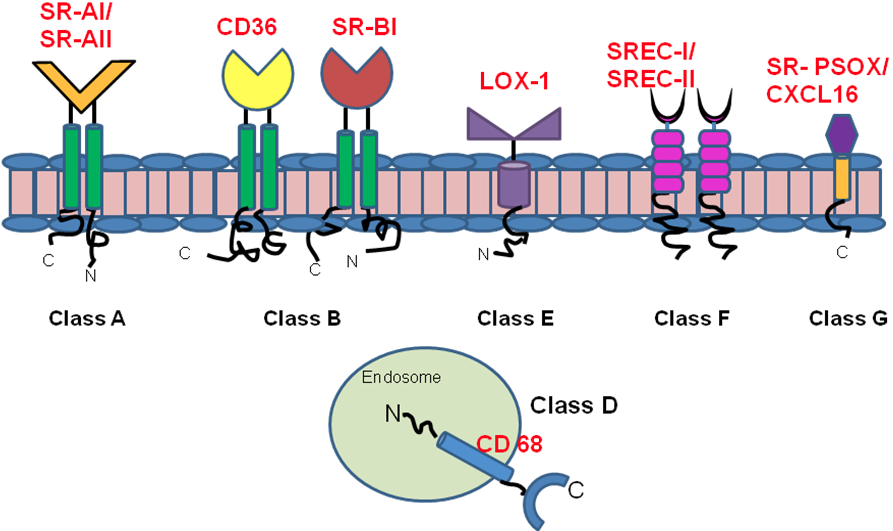 SR-AI/
SR-AII
CD36
SR-BI
LOX-1
SREC-I/
SREC-II
SR- PSOX/
CXCL16
C
N
C
C
N
N
C
Class A
Class B
Class E
Class F
Class G
Endosome
N
Class D
CD 68
C